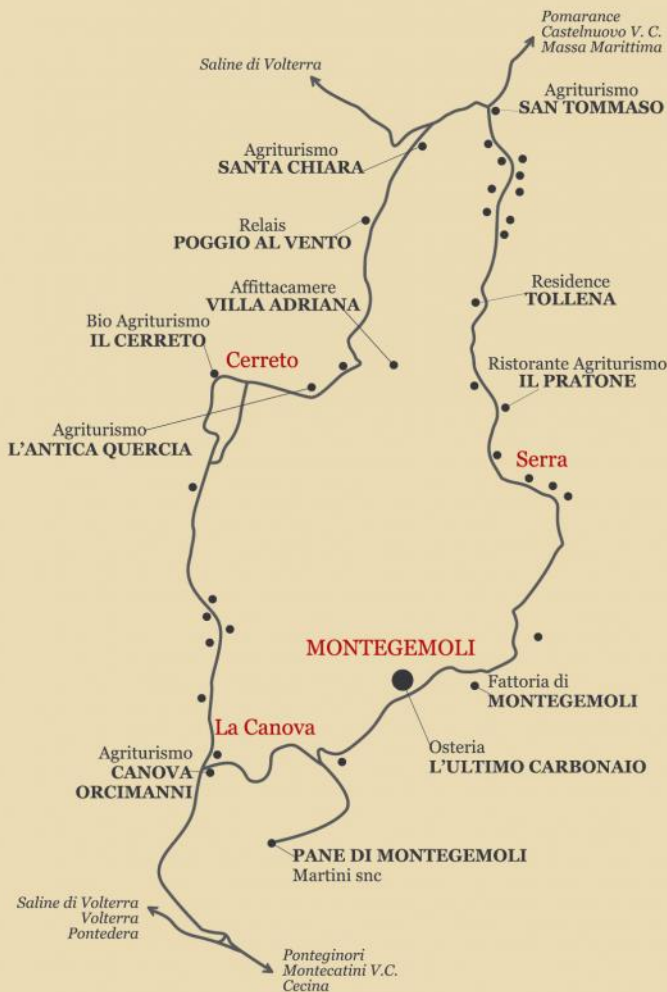 Pomarance
Castelnuovo V. C.
Massa Marittima
Saline di Volterra
Agriturismo
SAN TOMMASO
Agriturismo
SANTA CHIARA
Relais
POGGIO AL VENTO
Affittacamere
VILLA ADRIANA
Residence
TOLLENA
Bio Agriturismo
IL CERRETO
Cerreto
Ristorante Agriturismo
IL PRATONE
Agriturismo
L'ANTICA QUERCIA
Serra
MONTEGEMOLI
Fattoria di
MONTEGEMOLI
La Canova
Osteria
L'ULTIMO CARBONAIO
Agriturismo
CANOVA
ORCIMANNI
PANE DI MONTEGEMOLI
Martini snc
Saline di Volterra
Volterra
Pontedera
Ponteginori
Montecatini V.C.
Cecina